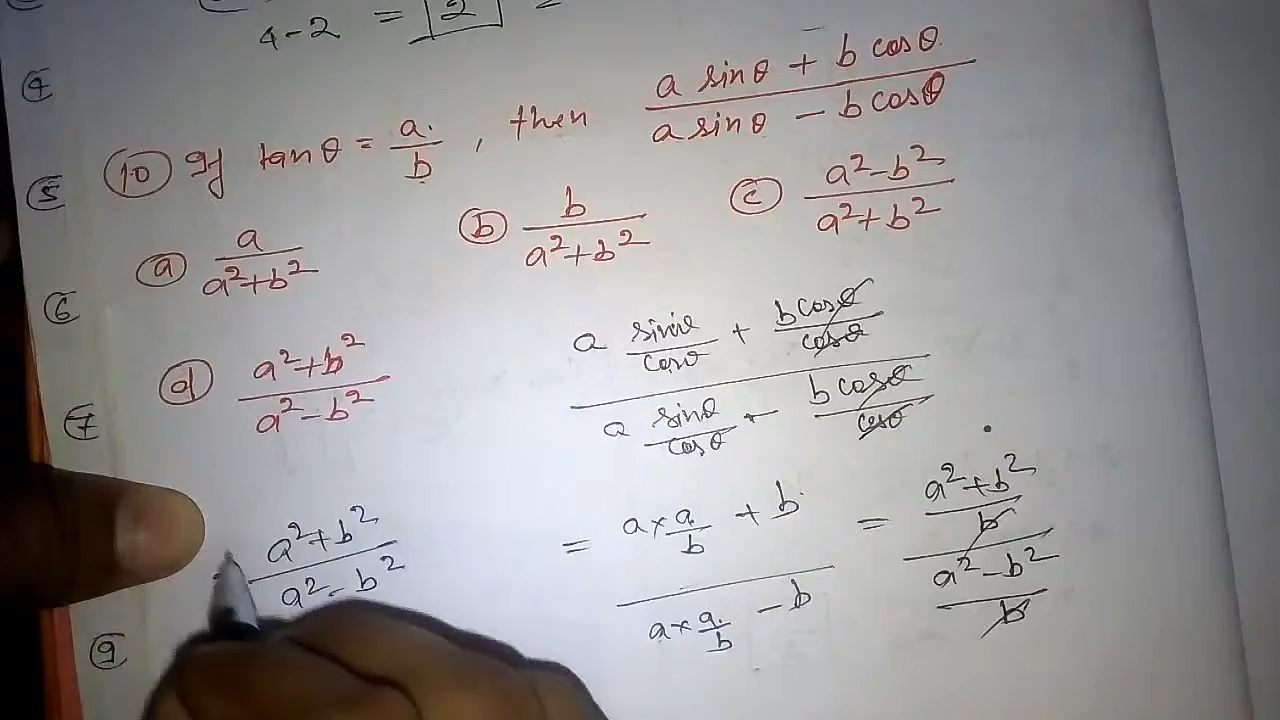 4-2 = 2 =
④
⑩ If tanθ = a/b , then (a sinθ + b cosθ)/(a sinθ - b cosθ)
⑤
ⓐ a/(a²+b²) ⓑ b/(a²+b²) ⓒ (a²-b²)/(a²+b²)
⑥
ⓓ (a²+b²)/(a²-b²)
(a sinθ/cosθ + b cosθ/cosθ)/(a sinθ/cosθ - b cosθ/cosθ)
⑦
= (a×a/b + b)/(a×a/b - b) = ((a²+b²)/b)/((a²-b²)/b)
(a²+b²)/(a²-b²)
⑨